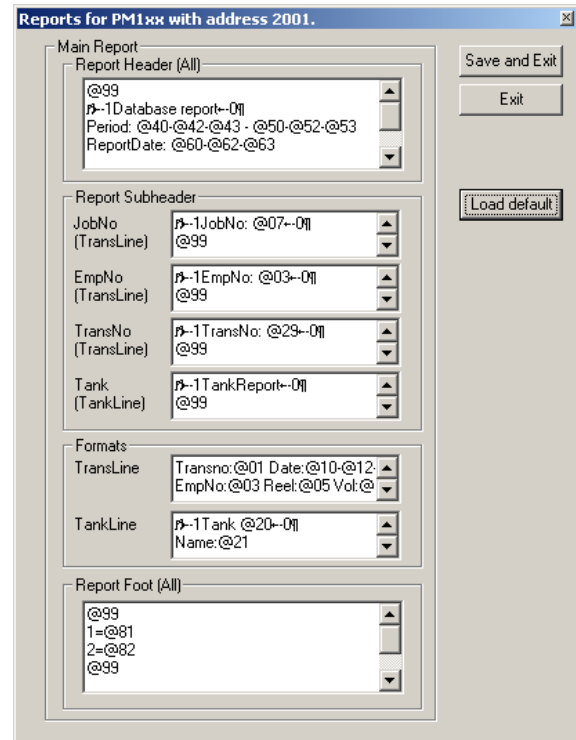 Reports for PM1xx with address 2001.
Main Report
Report Header (All)
@99
-1Database report←-0¶
Period: @40-@42-@43 - @50-@52-@53
ReportDate: @60-@62-@63
Save and Exit
Exit
Load default
Report Subheader
JobNo
(TransLine)
-1JobNo: @07←-0¶
@99
EmpNo
(TransLine)
-1EmpNo: @03←-0¶
@99
TransNo
(TransLine)
-1TransNo: @29←-0¶
@99
Tank
(TankLine)
-1TankReport←-0¶
@99
Formats
TransLine
Transno:@01 Date:@10-@12-
EmpNo:@03 Reel:@05 Vol:@
TankLine
-1Tank @20←-0¶
Name:@21
Report Foot (All)
@99
1=@81
2=@82
@99